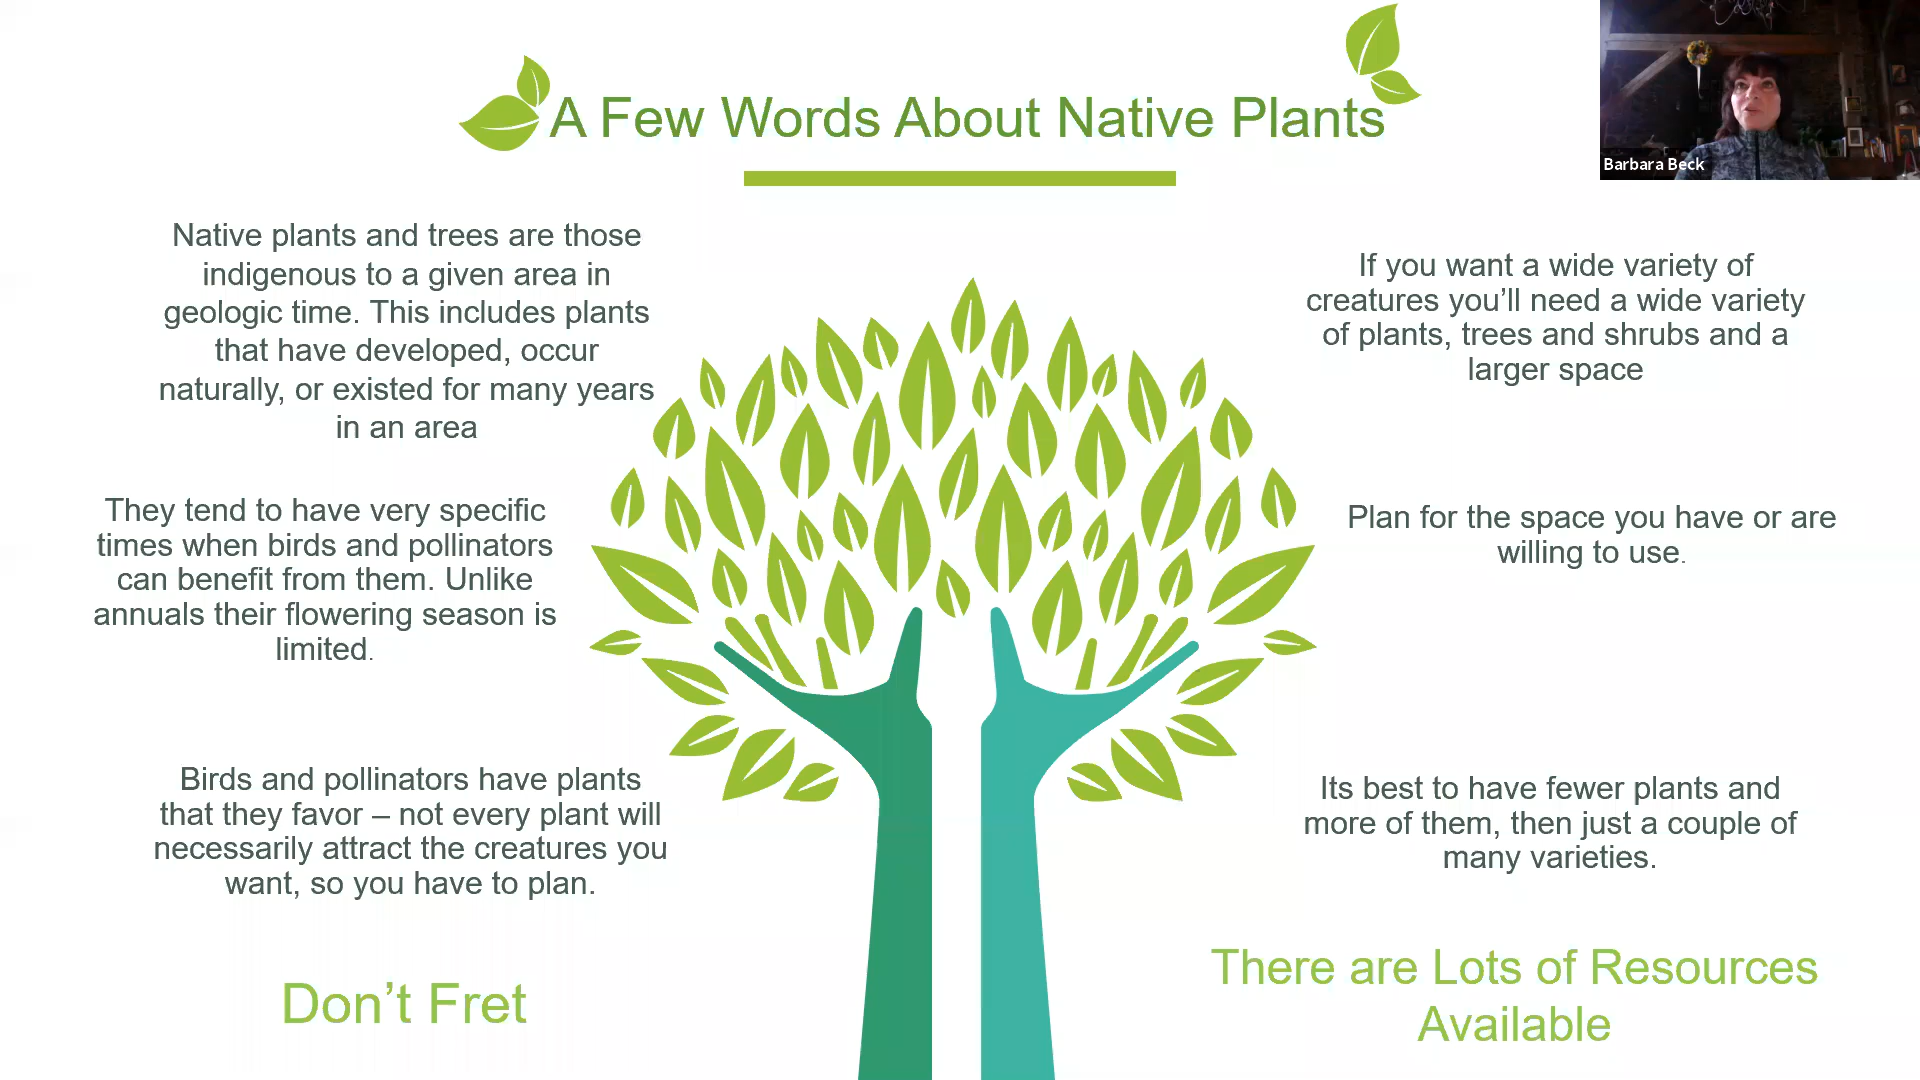 A Few Words About Native Plants
Barbara Beck
Native plants and trees are those
indigenous to a given area in
geologic time. This includes plants
that have developed, occur
naturally, or existed for many years
in an area
They tend to have very specific
times when birds and pollinators
can benefit from them. Unlike
annuals their flowering season is
limited.
Birds and pollinators have plants
that they favor – not every plant will
necessarily attract the creatures you
want, so you have to plan.
Don’t Fret
If you want a wide variety of
creatures you’ll need a wide variety
of plants, trees and shrubs and a
larger space
Plan for the space you have or are
willing to use.
Its best to have fewer plants and
more of them, then just a couple of
many varieties.
There are Lots of Resources
Available